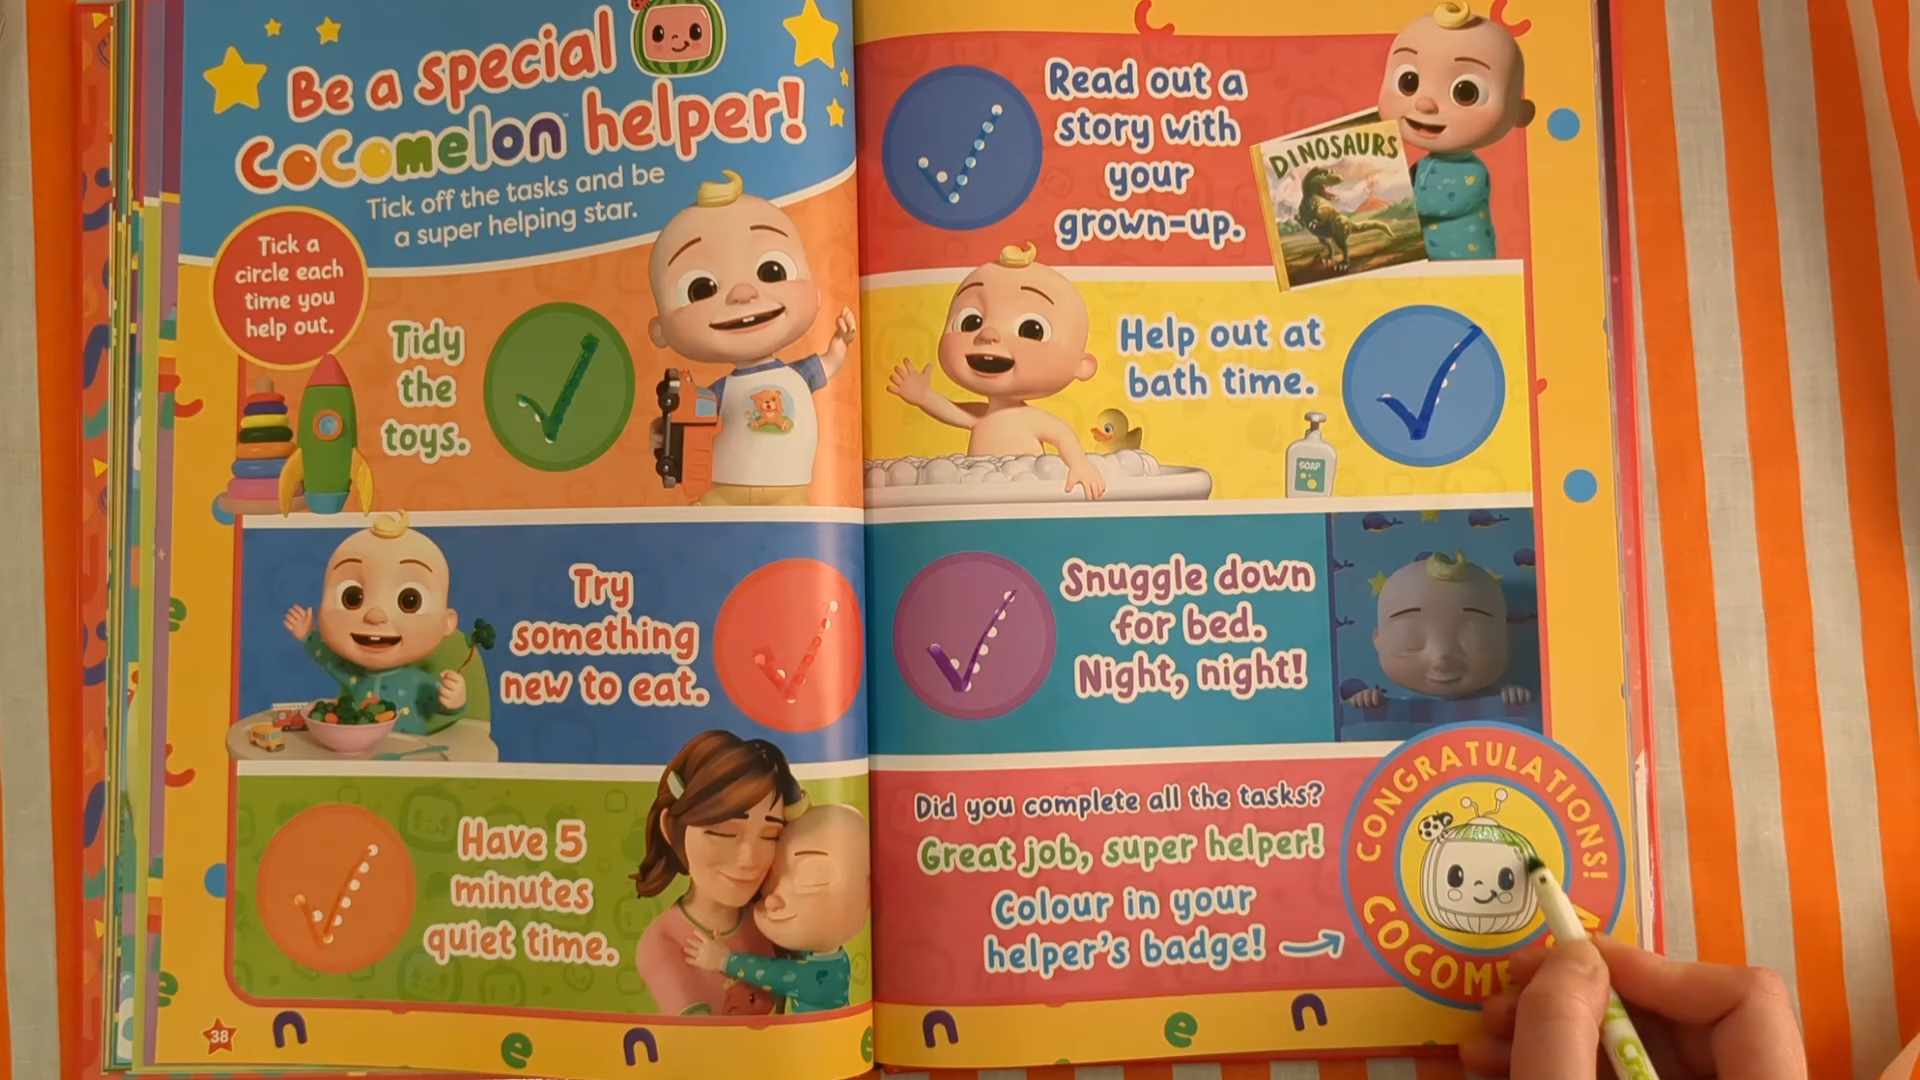 Be a special
CoComelon™ helper!
Tick off the tasks and be
a super helping star.
Tick a
circle each
time you
help out.
Tidy
the
toys.
Try
something
new to eat.
Have 5
minutes
quiet time.
38
n
e
n
Read out a
story with
your
grown-up.
DINOSAURS
Help out at
bath time.
SOAP
Snuggle down
for bed.
Night, night!
Did you complete all the tasks?
Great job, super helper!
Colour in your
helper's badge!
CONGRATULATIONS!
n
e
n